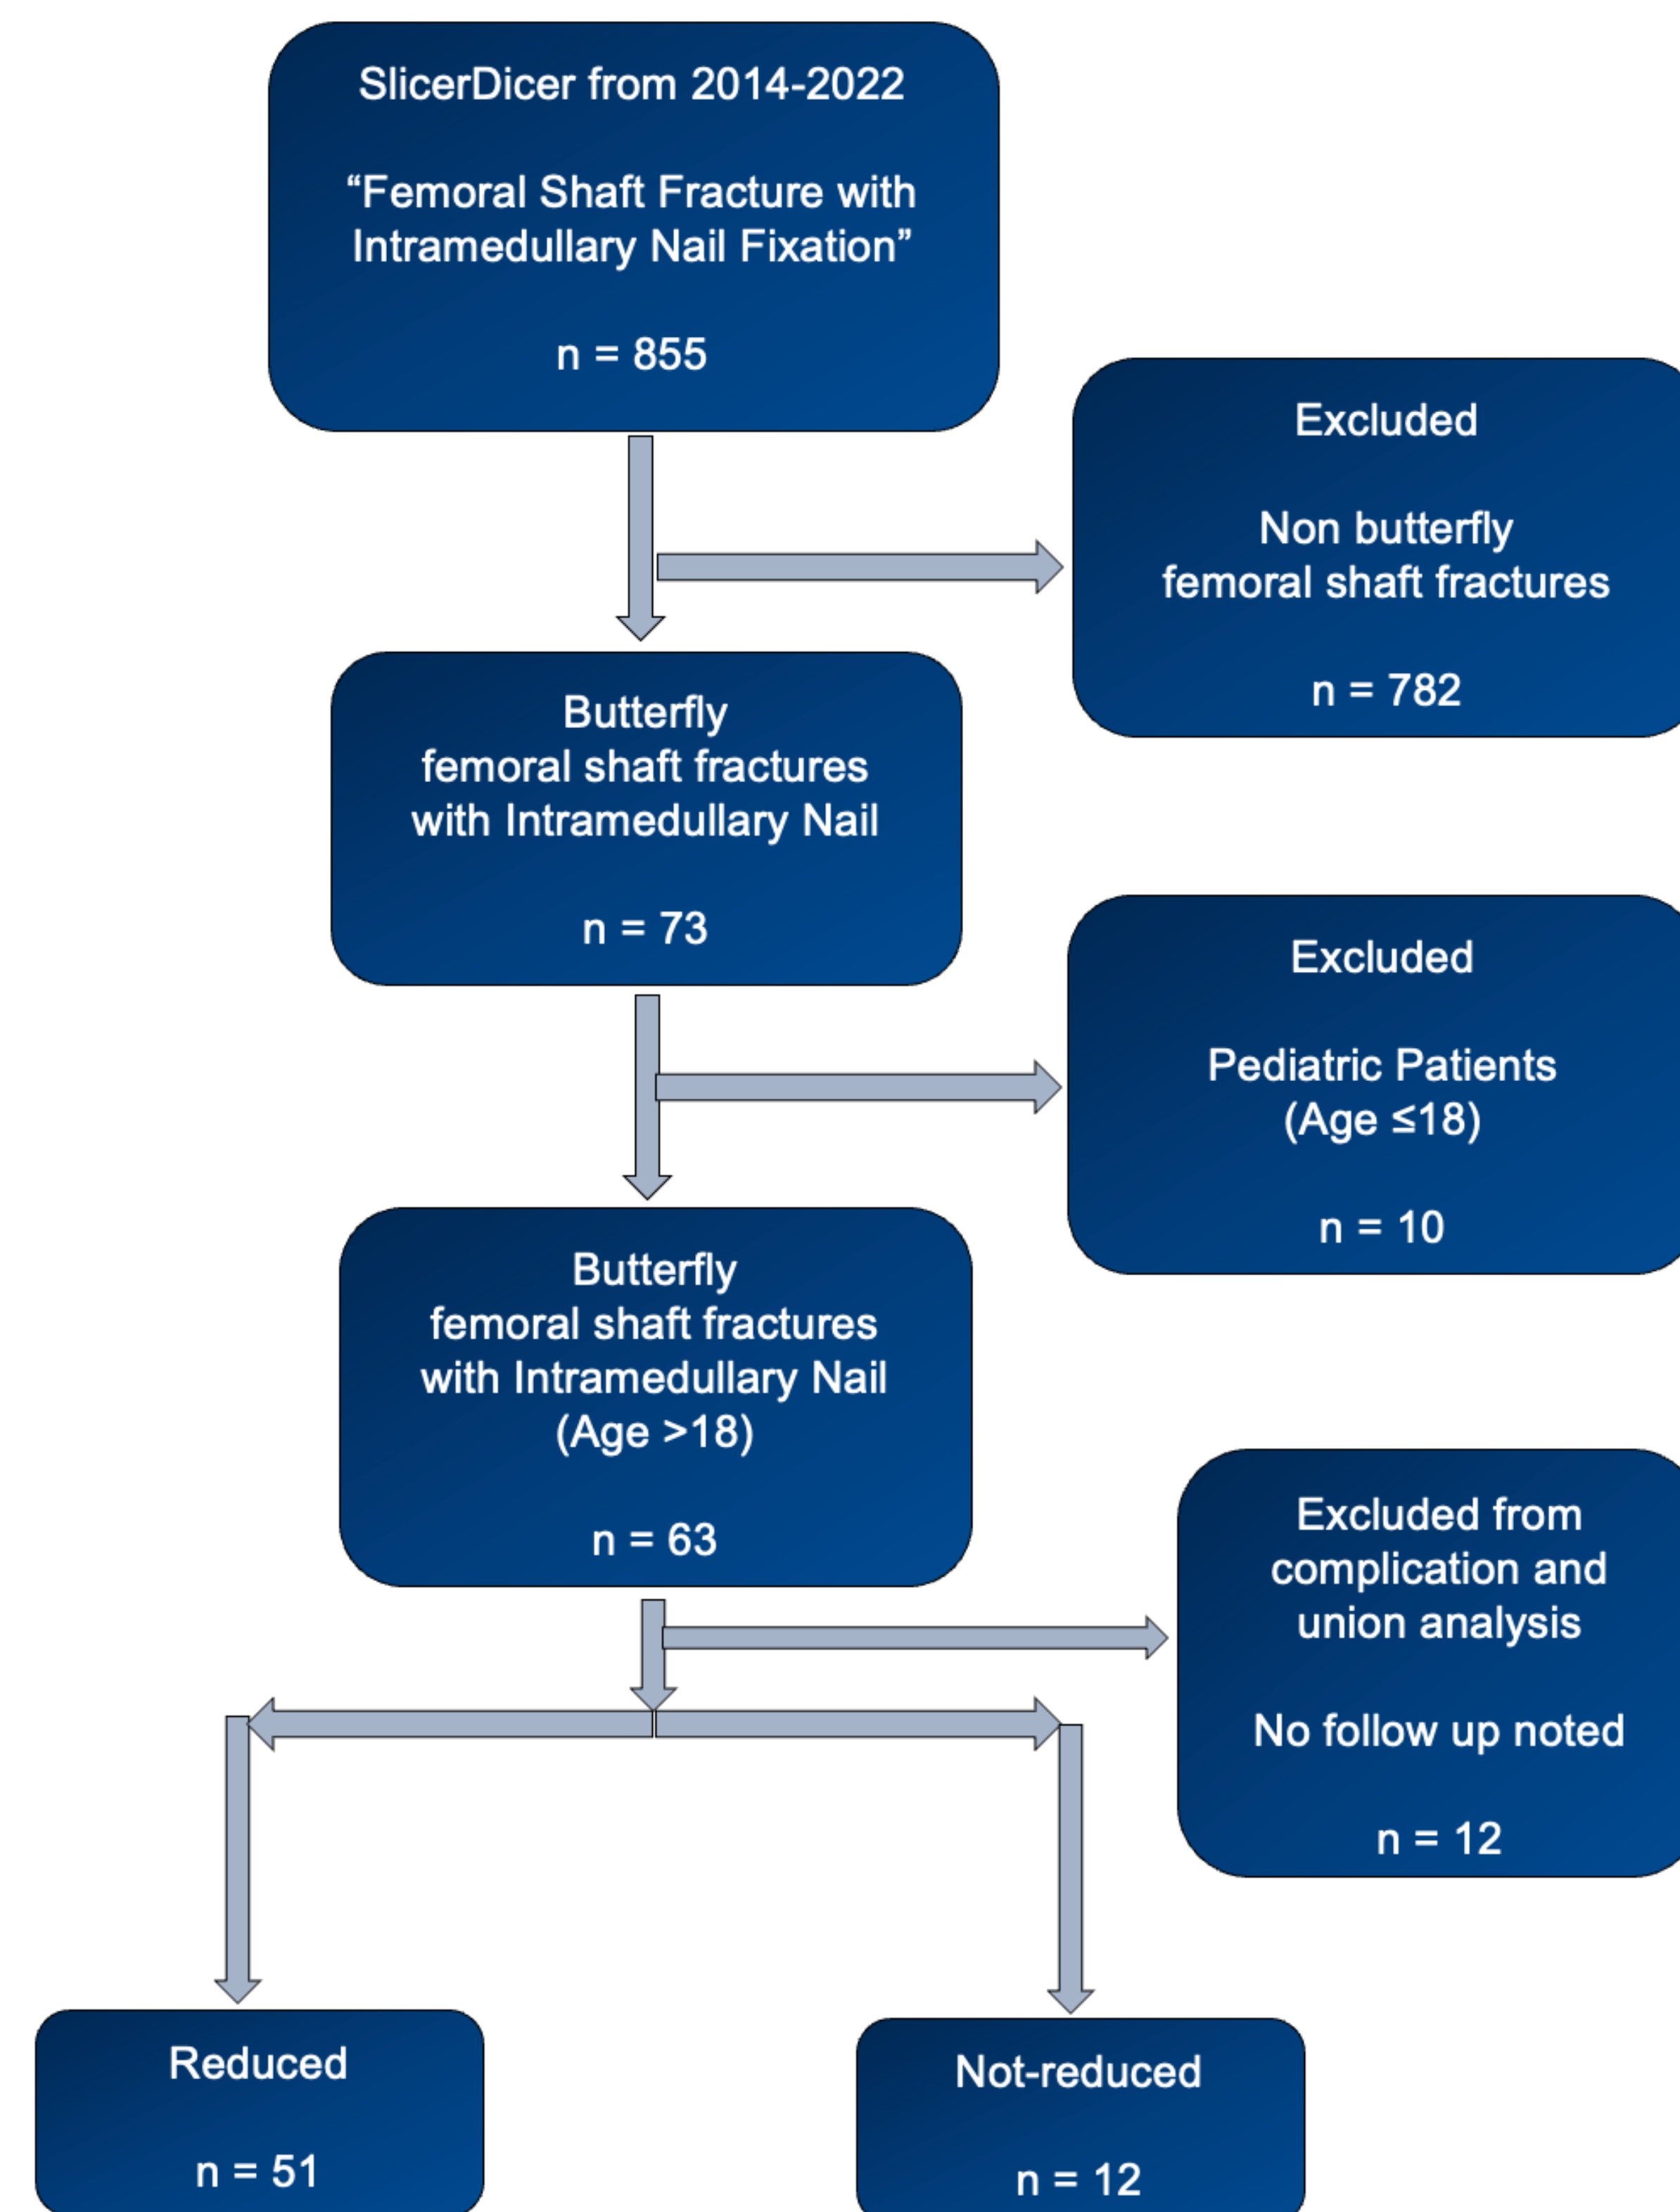 SlicerDicer from 2014-2022
“Femoral Shaft Fracture with
Intramedullary Nail Fixation”
n = 855
Excluded
Non butterfly
femoral shaft fractures
n = 782
Butterfly
femoral shaft fractures
with Intramedullary Nail
n = 73
Excluded
Pediatric Patients
(Age ≤18)
n = 10
Butterfly
femoral shaft fractures
with Intramedullary Nail
(Age >18)
n = 63
Excluded from
complication and
union analysis
No follow up noted
n = 12
Reduced
n = 51
Not-reduced
n = 12